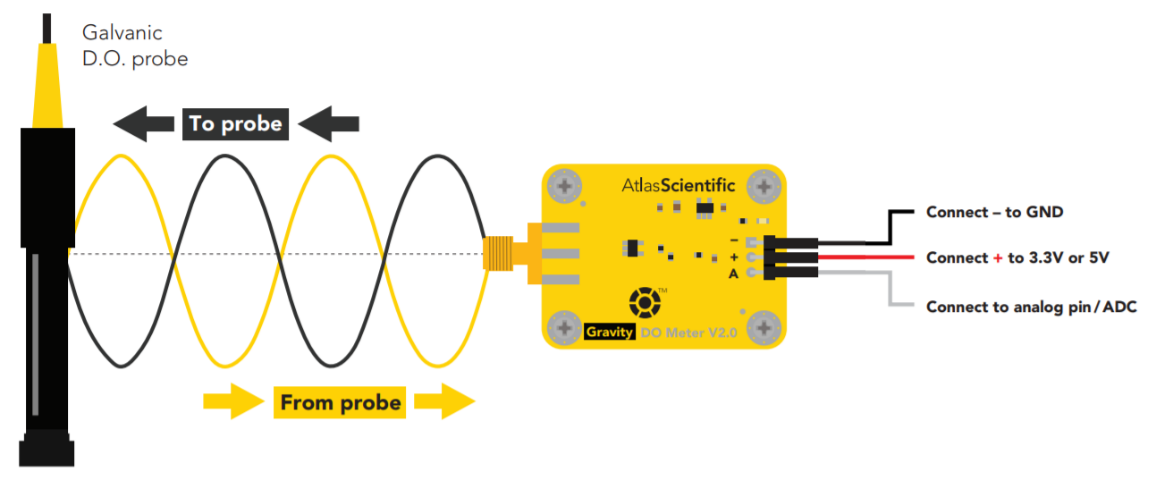 Galvanic
D.O. probe
To probe
From probe
AtlasScientific
–
+
A
TM
Gravity DO Meter V2.0
Connect – to GND
Connect + to 3.3V or 5V
Connect to analog pin/ADC